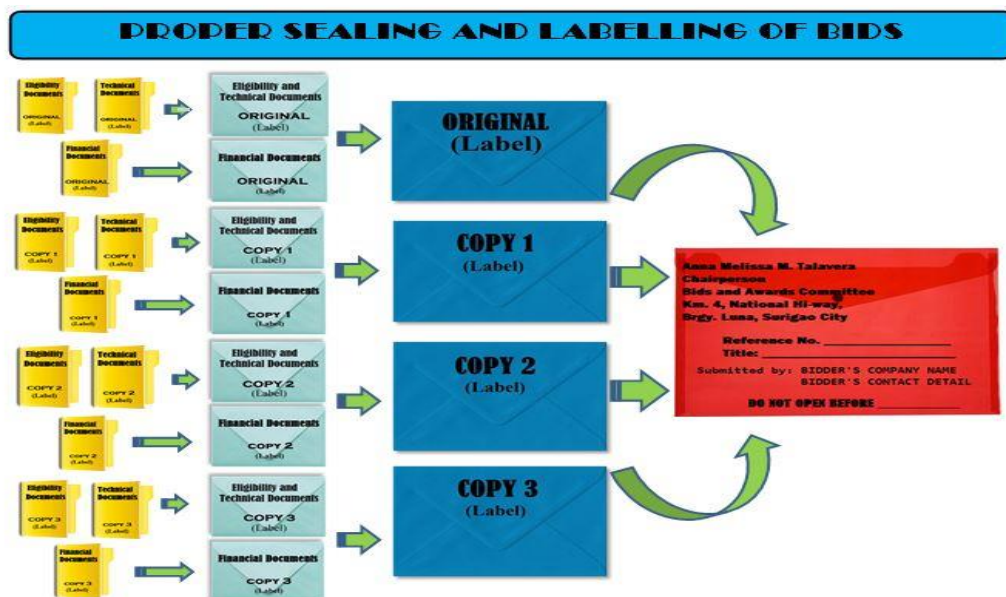 PROPER SEALING AND LABELLING OF BIDS
Eligibility
Documents
ORIGINAL
(Label)
Technical
Documents
ORIGINAL
(Label)
Eligibility and
Technical Documents
ORIGINAL
(Label)
Financial
Documents
ORIGINAL
(Label)
Financial Documents
ORIGINAL
(Label)
ORIGINAL
(Label)
Eligibility
Documents
COPY 1
(Label)
Technical
Documents
COPY 1
(Label)
Eligibility and
Technical Documents
COPY 1
(Label)
Financial
Documents
COPY 1
(Label)
Financial Documents
COPY 1
(Label)
COPY 1
(Label)
Eligibility
Documents
COPY 2
(Label)
Technical
Documents
COPY 2
(Label)
Eligibility and
Technical Documents
COPY 2
(Label)
Financial
Documents
COPY 2
(Label)
Financial Documents
COPY 2
(Label)
COPY 2
(Label)
Eligibility
Documents
COPY 3
(Label)
Technical
Documents
COPY 3
(Label)
Eligibility and
Technical Documents
COPY 3
(Label)
Financial
Documents
COPY 3
(Label)
Financial Documents
COPY 3
(Label)
COPY 3
(Label)
Anna Melissa M. Talavera
Chairperson
Bids and Awards Committee
Km. 4, National Hi-way,
Brgy. Luna, Surigao City
Reference No. ____________________
Title: ______________________________
Submitted by: BIDDER'S COMPANY NAME
BIDDER'S CONTACT DETAIL
DO NOT OPEN BEFORE _____________